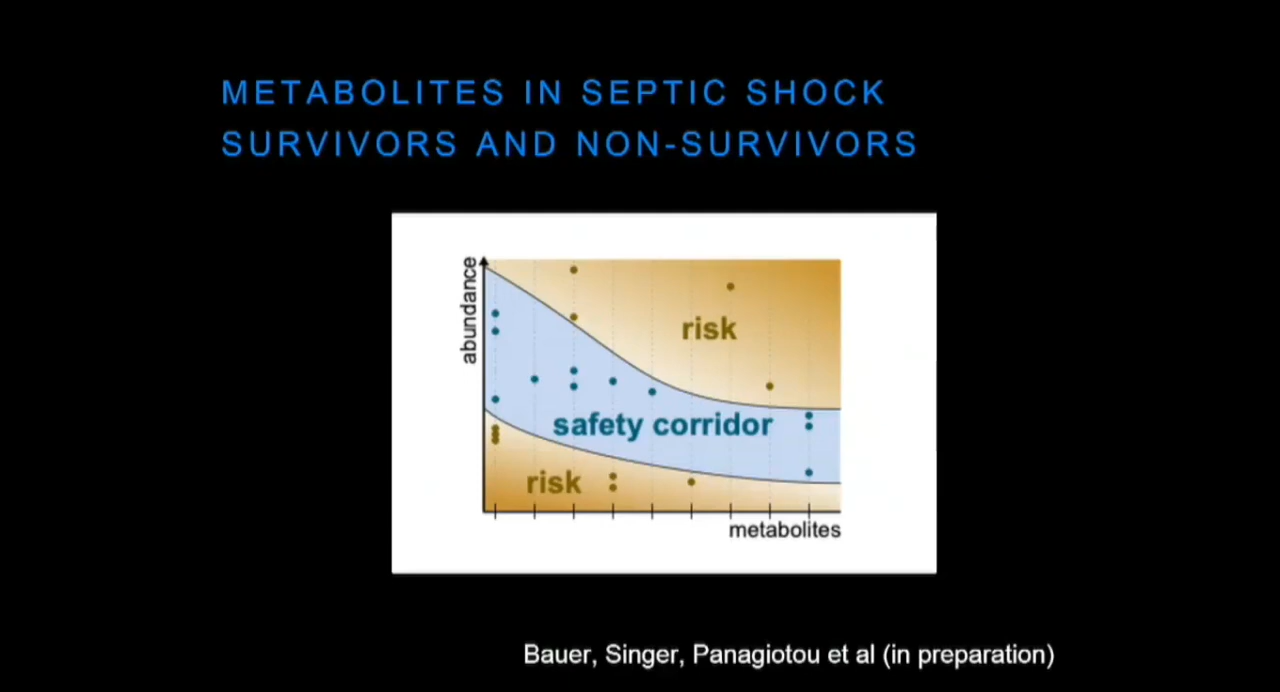 METABOLITES IN SEPTIC SHOCK
SURVIVORS AND NON-SURVIVORS
abundance
risk
safety corridor
risk
metabolites
Bauer, Singer, Panagiotou et al (in preparation)